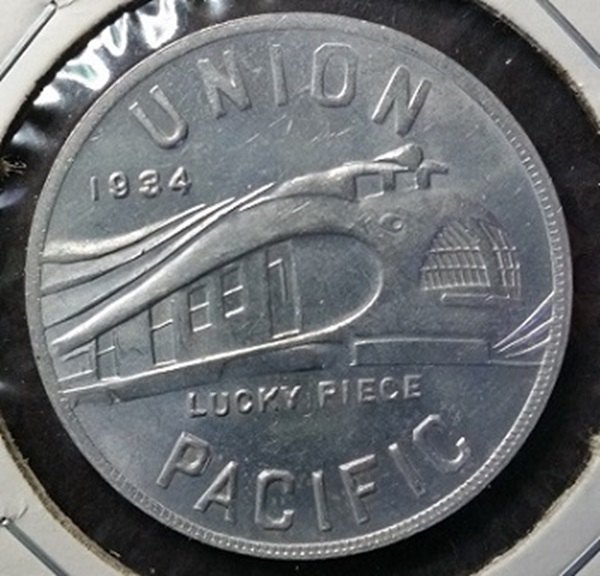 UNION
1934
LUCKY PIECE
PACIFIC